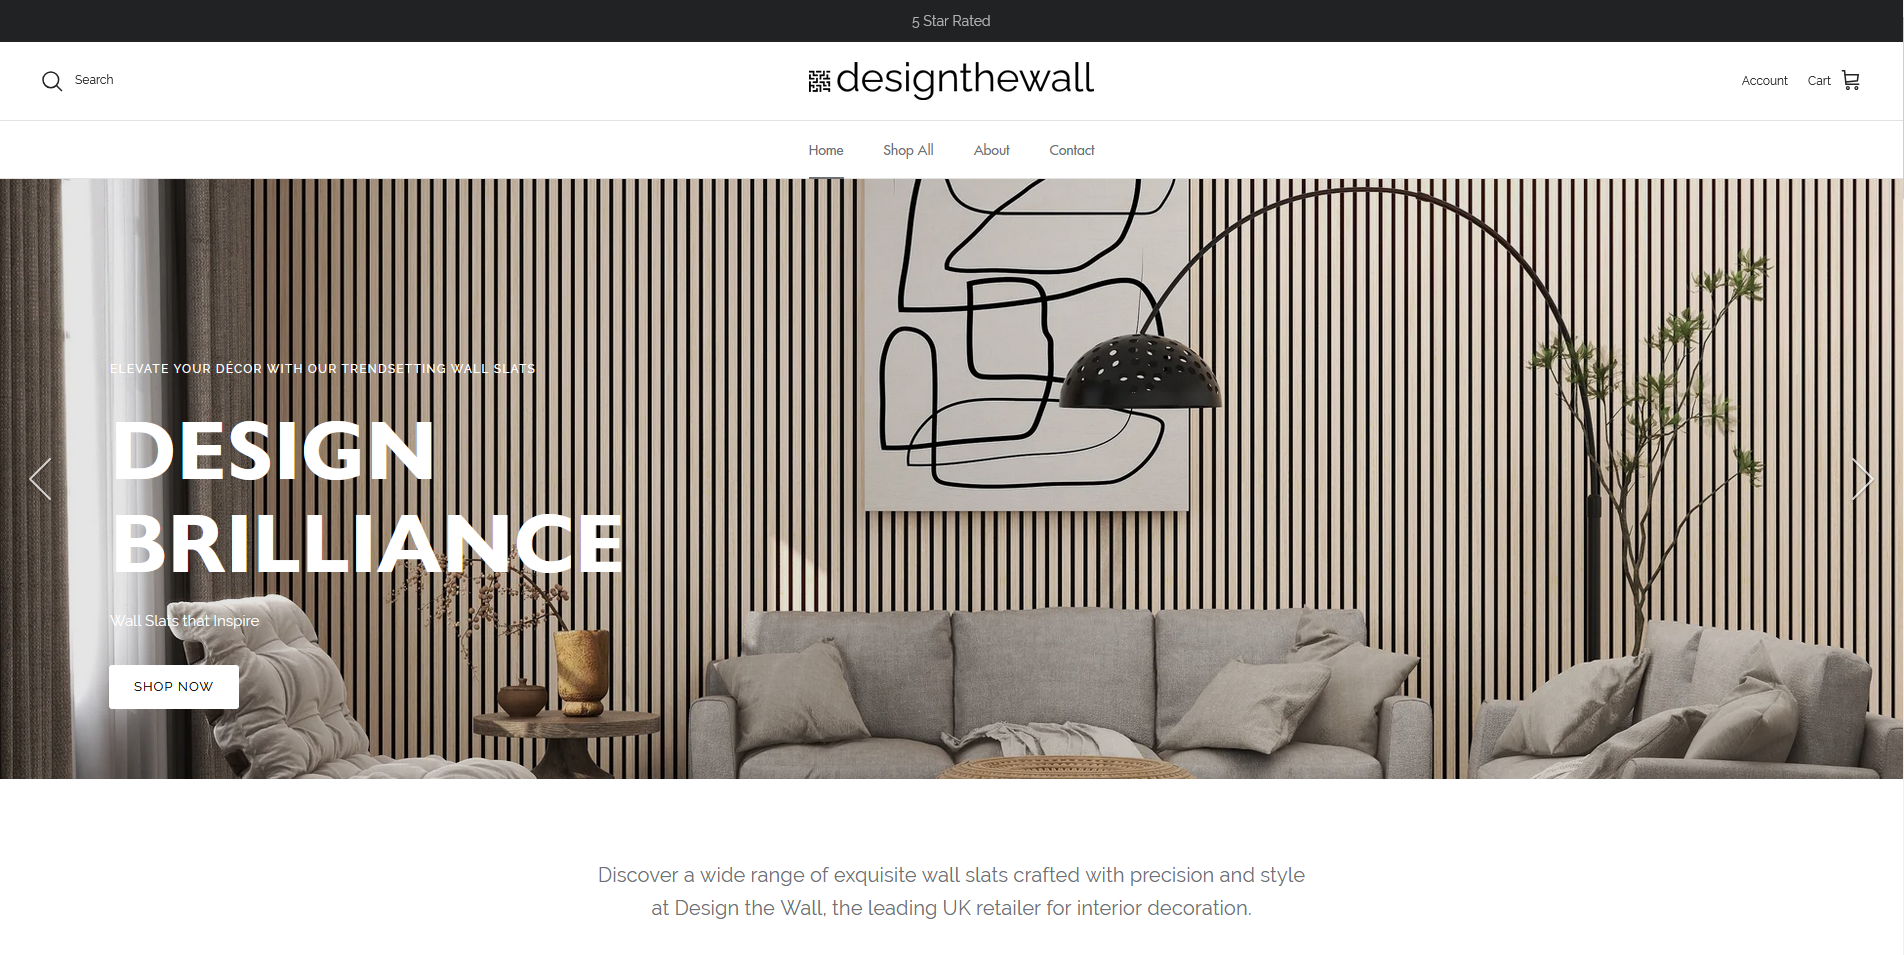 5 Star Rated
Search
designthewall
Account
Cart
Home
Shop All
About
Contact
ELEVATE YOUR DÉCOR WITH OUR TRENDSETTING WALL SLATS
DESIGN
BRILLIANCE
Wall Slats that Inspire
SHOP NOW
Discover a wide range of exquisite wall slats crafted with precision and style
at Design the Wall, the leading UK retailer for interior decoration.